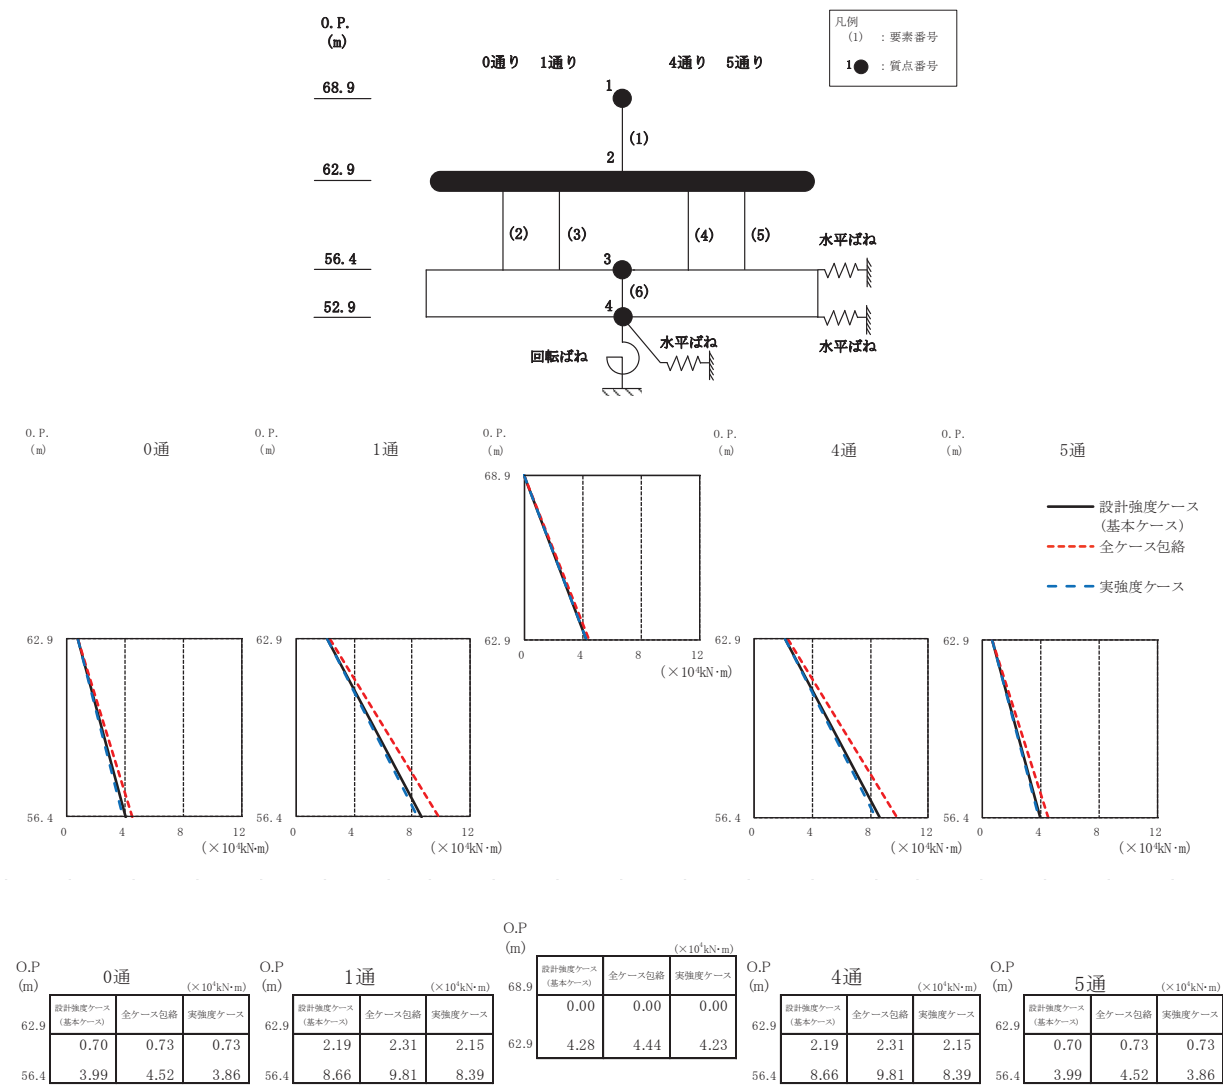 O.P.
(m)
凡例
(1) : 要素番号
1 : 質点番号
0通り 1通り 4通り 5通り
68.9
1
(1)
2
62.9
(2) (3) (4) (5)
水平ばね
56.4
3
(6)
52.9
4
水平ばね
水平ばね
回転ばね
O.P.
(m)
0通
O.P.
(m)
1通
O.P.
(m)
O.P.
(m)
4通
O.P.
(m)
5通
68.9
62.9
0 4 8 12
(×10⁴kN·m)
設計強度ケース
(基本ケース)
全ケース包絡
実強度ケース
62.9
56.4
0 4 8 12
(×10⁴kN·m)
62.9
56.4
0 4 8 12
(×10⁴kN·m)
62.9
56.4
0 4 8 12
(×10⁴kN·m)
62.9
56.4
0 4 8 12
(×10⁴kN·m)
O.P
(m)
0通
(×10⁴kN·m)
設計強度ケース
(基本ケース)
全ケース包絡 実強度ケース
62.9
0.70 0.73 0.73
56.4
3.99 4.52 3.86
O.P
(m)
1通
(×10⁴kN·m)
設計強度ケース
(基本ケース)
全ケース包絡 実強度ケース
62.9
2.19 2.31 2.15
56.4
8.66 9.81 8.39
O.P
(m)
(×10⁴kN·m)
設計強度ケース
(基本ケース)
全ケース包絡 実強度ケース
68.9
0.00 0.00 0.00
62.9
4.28 4.44 4.23
O.P
(m)
4通
(×10⁴kN·m)
設計強度ケース
(基本ケース)
全ケース包絡 実強度ケース
62.9
2.19 2.31 2.15
56.4
8.66 9.81 8.39
O.P
(m)
5通
(×10⁴kN·m)
設計強度ケース
(基本ケース)
全ケース包絡 実強度ケース
62.9
0.70 0.73 0.73
56.4
3.99 4.52 3.86